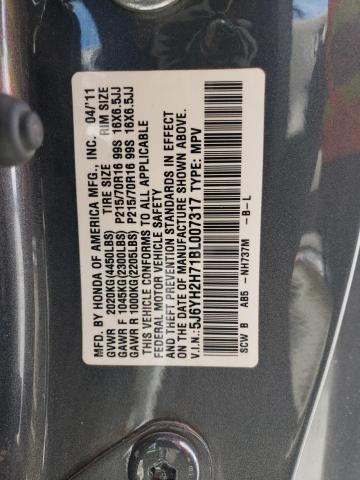 MFD. BY HONDA OF AMERICA MFG., INC. 04/'11
TIRE SIZE RIM SIZE
GVWR 2020KG(4450LBS)
GAWR F 1045KG(2300LBS) P215/70R16 99S 16X6.5JJ
GAWR R 1000KG(2205LBS) P215/70R16 99S 16X6.5JJ
THIS VEHICLE CONFORMS TO ALL APPLICABLE
FEDERAL MOTOR VEHICLE SAFETY
AND THEFT PREVENTION STANDARDS IN EFFECT
ON THE DATE OF MANUFACTURE SHOWN ABOVE.
V.I.N.:5J6YH2H71BL007317 TYPE: MPV
SCW B AB5 -NH737M -B-L